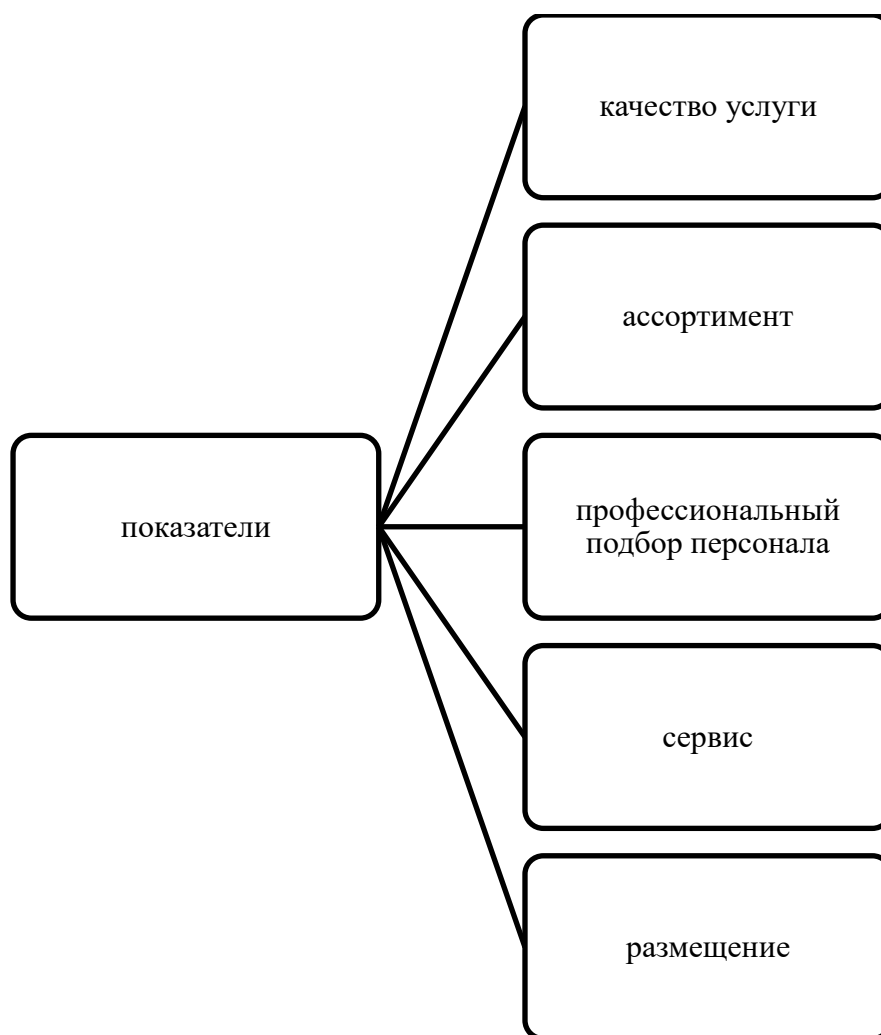 качество услуги
ассортимент
показатели
профессиональный
подбор персонала
сервис
размещение